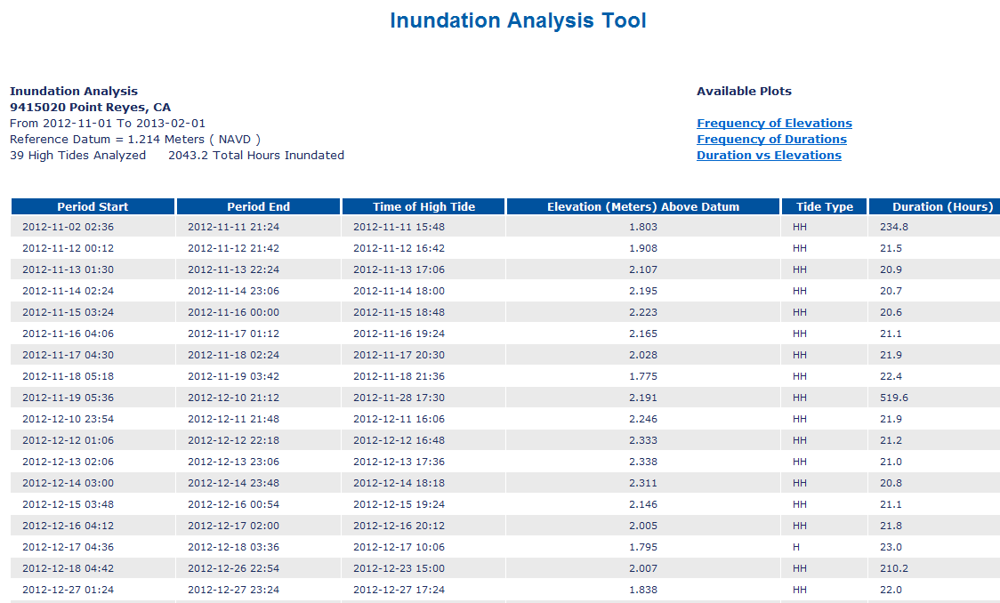 Inundation Analysis Tool
Inundation Analysis
9415020 Point Reyes, CA
From 2012-11-01 To 2013-02-01
Reference Datum = 1.214 Meters ( NAVD )
39 High Tides Analyzed 2043.2 Total Hours Inundated
Available Plots
Frequency of Elevations
Frequency of Durations
Duration vs Elevations
Period Start Period End Time of High Tide Elevation (Meters) Above Datum Tide Type Duration (Hours)
2012-11-02 02:36 2012-11-11 21:24 2012-11-11 15:48 1.803 HH 234.8
2012-11-12 00:12 2012-11-12 21:42 2012-11-12 16:42 1.908 HH 21.5
2012-11-13 01:30 2012-11-13 22:24 2012-11-13 17:06 2.107 HH 20.9
2012-11-14 02:24 2012-11-14 23:06 2012-11-14 18:00 2.195 HH 20.7
2012-11-15 03:24 2012-11-16 00:00 2012-11-15 18:48 2.223 HH 20.6
2012-11-16 04:06 2012-11-17 01:12 2012-11-16 19:24 2.165 HH 21.1
2012-11-17 04:30 2012-11-18 02:24 2012-11-17 20:30 2.028 HH 21.9
2012-11-18 05:18 2012-11-19 03:42 2012-11-18 21:36 1.775 HH 22.4
2012-11-19 05:36 2012-12-10 21:12 2012-11-28 17:30 2.191 HH 519.6
2012-12-10 23:54 2012-12-11 21:48 2012-12-11 16:06 2.246 HH 21.9
2012-12-12 01:06 2012-12-12 22:18 2012-12-12 16:48 2.333 HH 21.2
2012-12-13 02:06 2012-12-13 23:06 2012-12-13 17:36 2.338 HH 21.0
2012-12-14 03:00 2012-12-14 23:48 2012-12-14 18:18 2.311 HH 20.8
2012-12-15 03:48 2012-12-16 00:54 2012-12-15 19:24 2.146 HH 21.1
2012-12-16 04:12 2012-12-17 02:00 2012-12-16 20:12 2.005 HH 21.8
2012-12-17 04:36 2012-12-18 03:36 2012-12-17 10:06 1.795 H 23.0
2012-12-18 04:42 2012-12-26 22:54 2012-12-23 15:00 2.007 HH 210.2
2012-12-27 01:24 2012-12-27 23:24 2012-12-27 17:24 1.838 HH 22.0